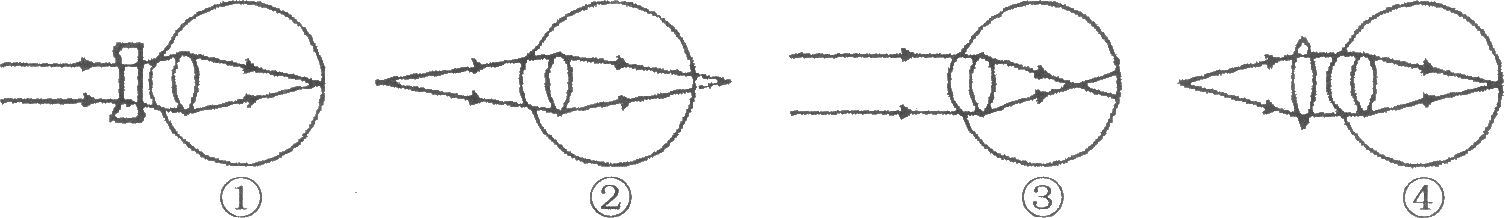 ① ② ③ ④